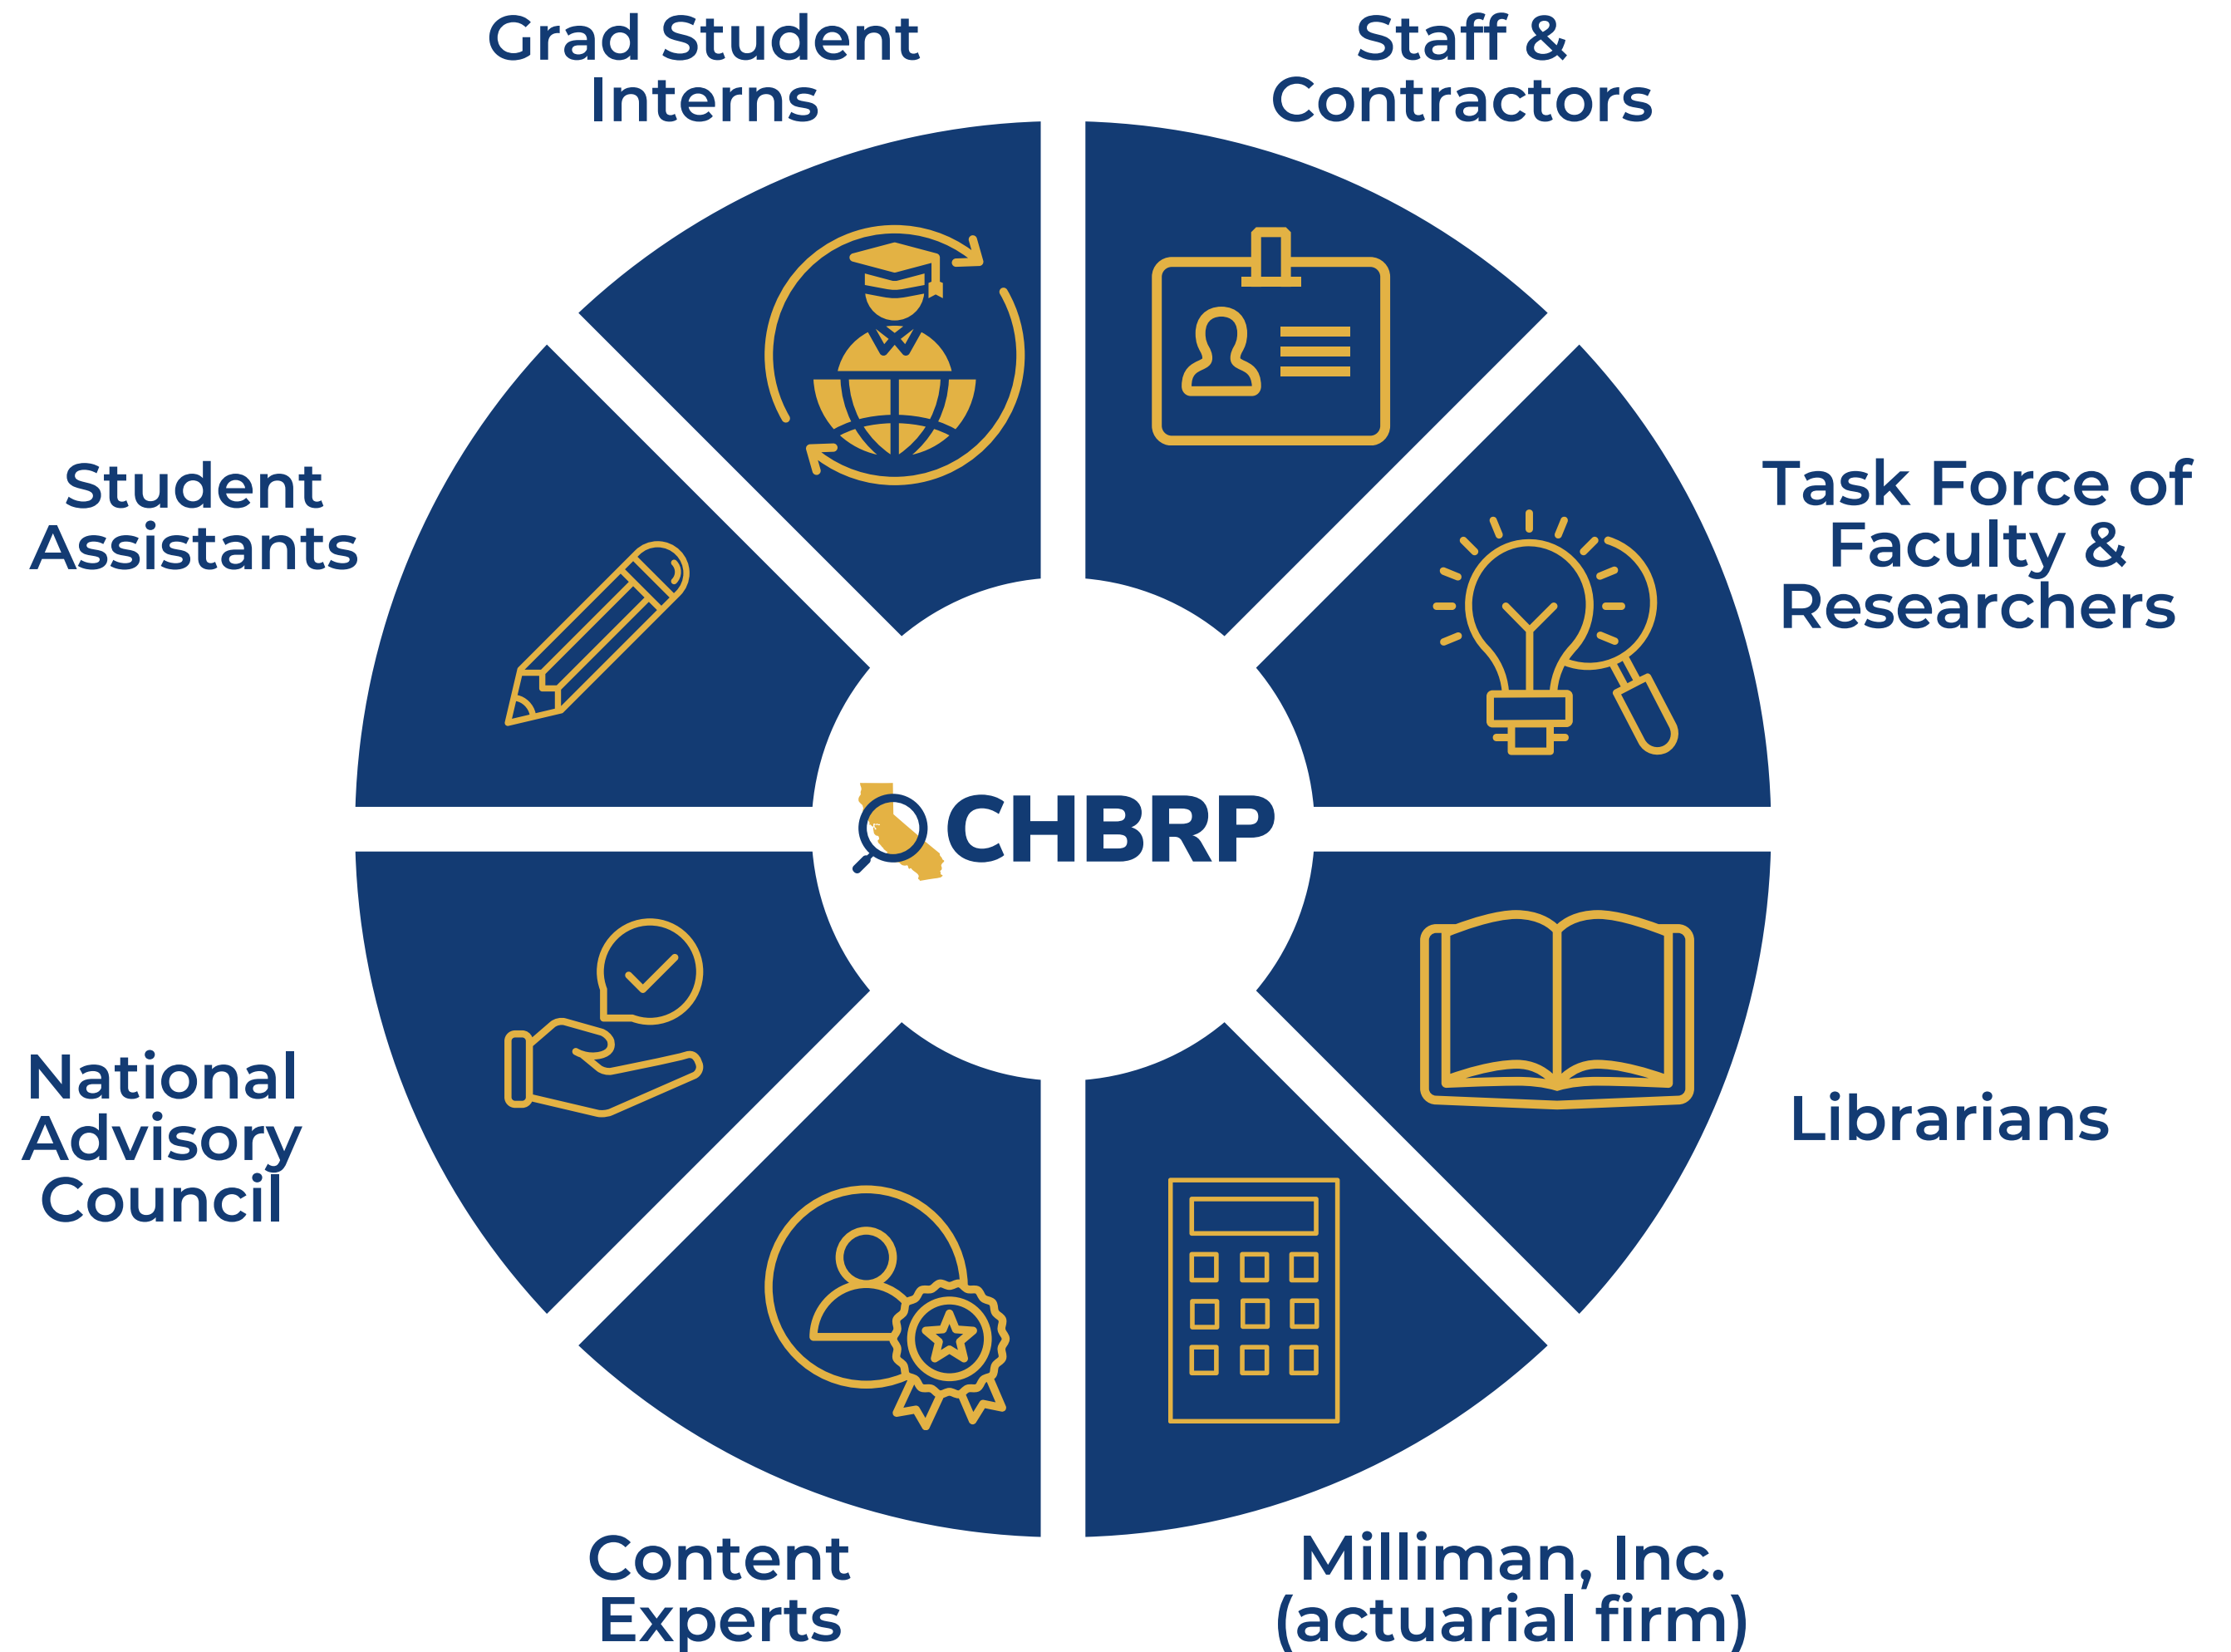 Grad Student
Interns
Staff &
Contractors
Student
Assistants
Task Force of
Faculty &
Researchers
CHBRP
National
Advisory
Council
Librarians
Content
Experts
Milliman, Inc.
(actuarial firm)